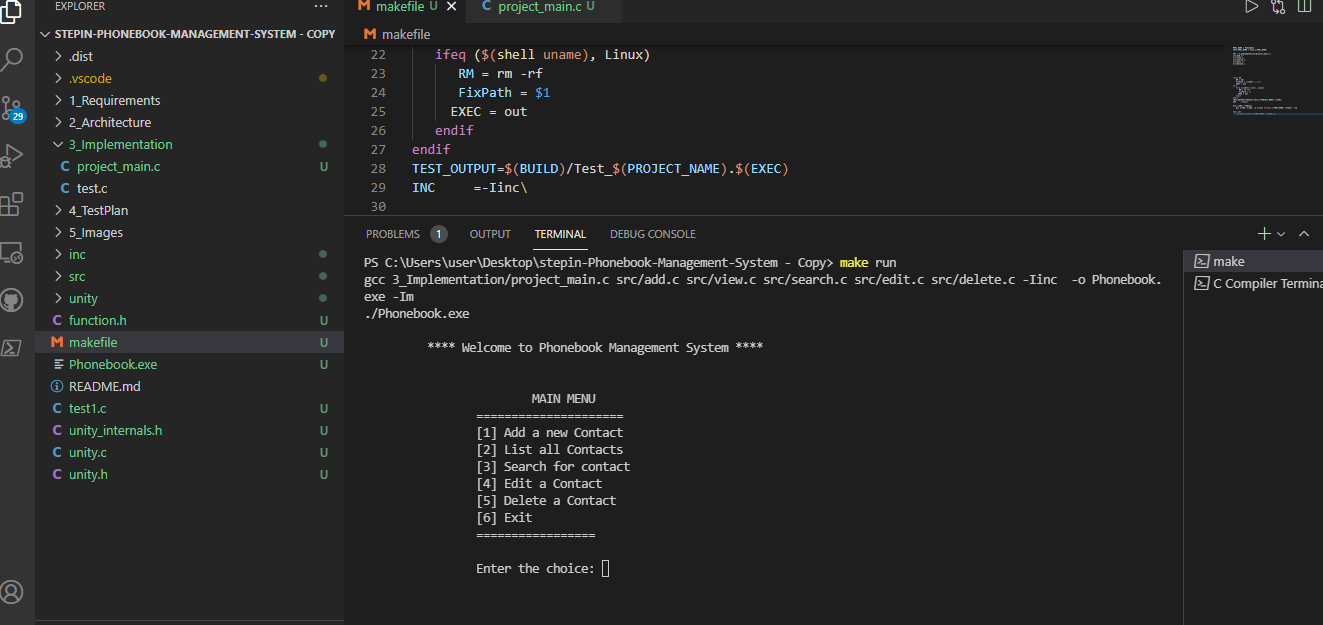 EXPLORER
···
STEPIN-PHONEBOOK-MANAGEMENT-SYSTEM - COPY
.dist
.vscode
1_Requirements
2_Architecture
3_Implementation
C project_main.c U
C test.c
4_TestPlan
5_Images
inc
src
unity
C function.h U
M makefile U
Phonebook.exe U
README.md
C test1.c U
C unity_internals.h U
C unity.c U
C unity.h U
29
M makefile U
C project_main.c U
M makefile
22 ifeq ($(shell uname), Linux)
23 RM = rm -rf
24 FixPath = $1
25 EXEC = out
26 endif
27 endif
28 TEST_OUTPUT=$(BUILD)/Test_$(PROJECT_NAME).$(EXEC)
29 INC =-Iinc\
30
PROBLEMS 1 OUTPUT TERMINAL DEBUG CONSOLE
PS C:\Users\user\Desktop\stepin-Phonebook-Management-System - Copy> make run
gcc 3_Implementation/project_main.c src/add.c src/view.c src/search.c src/edit.c src/delete.c -Iinc -o Phonebook.
exe -Im
./Phonebook.exe
**** Welcome to Phonebook Management System ****
MAIN MENU
=====================
[1] Add a new Contact
[2] List all Contacts
[3] Search for contact
[4] Edit a Contact
[5] Delete a Contact
[6] Exit
=================
Enter the choice:
make
C Compiler Termina